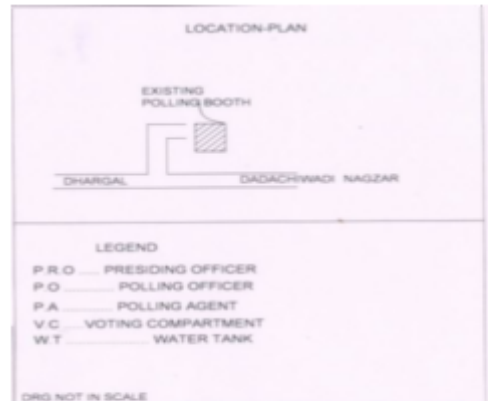 LOCATION-PLAN
EXISTING
POLLING BOOTH
DHARGAL
DADACHIWADI NAGZAR
LEGEND
P.R.O ..... PRESIDING OFFICER
P.O ............... POLLING OFFICER
P.A ............... POLLING AGENT
V.C ..... VOTING COMPARTMENT
W.T ........................ WATER TANK
DRG NOT IN SCALE